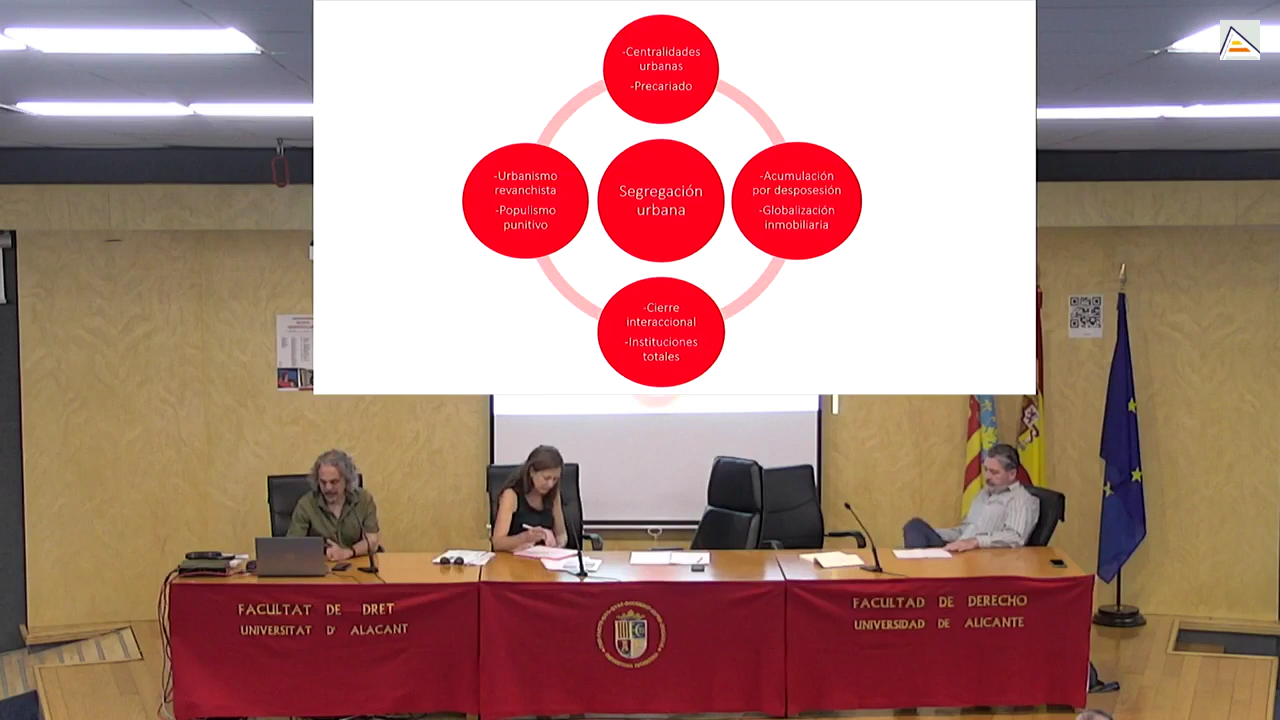 -Centralidades
urbanas
-Precariado
-Urbanismo
revanchista
-Populismo
punitivo
Segregación
urbana
-Acumulación
por desposesión
-Globalización
inmobiliaria
-Cierre
interaccional
-Instituciones
totales
FACULTAT DE DRET
UNIVERSITAT D' ALACANT
FACULTAD DE DERECHO
UNIVERSIDAD DE ALICANTE